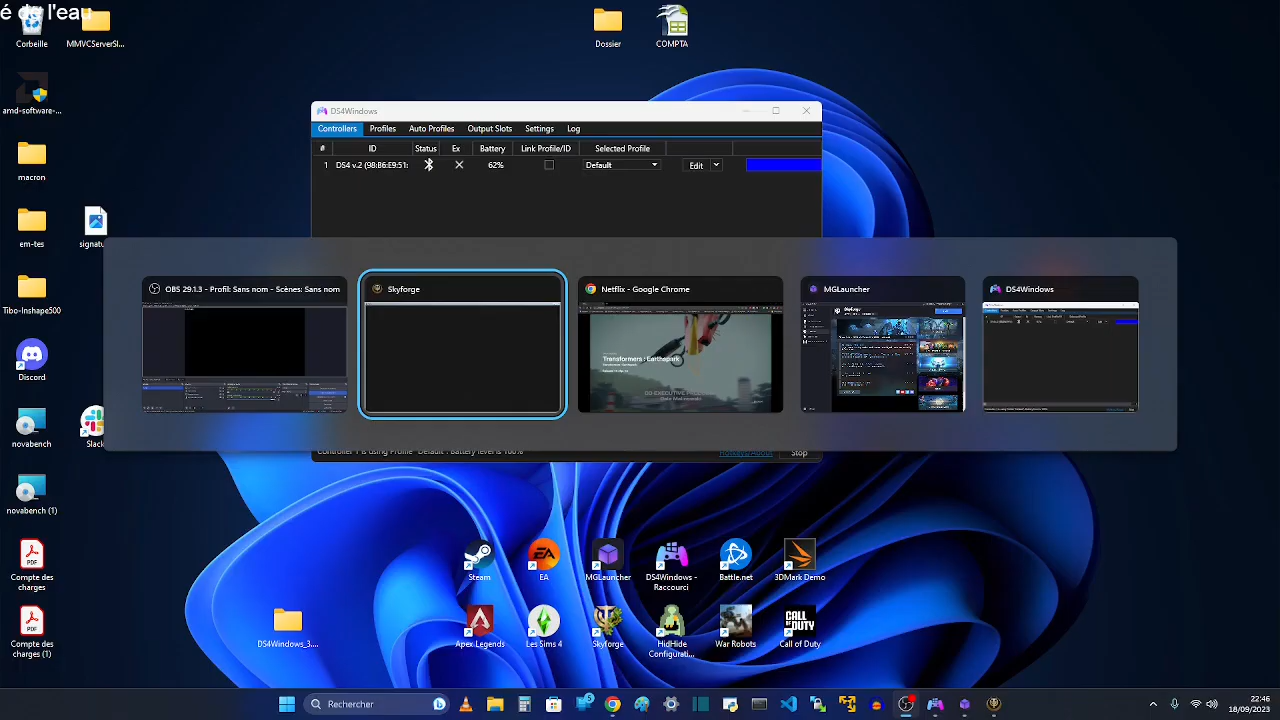 é de l'eau
Corbeille
MMVCServerSI...
Dossier
COMPTA
amd-software-...
macron
en-tes
signatu
Tibo-Instruct
Discord
novabench
Slack
novabench (1)
Compte des charges
Compte des charges (1)
DS4Windows
Controllers Profiles Auto Profiles Output Slots Settings Log
# ID Status Ex Battery Link Profile/ID Selected Profile
1 DS4 v.2 (98:B6:E9:51: 62% Default Edit
OBS 29.1.3 - Profil: Sans nom - Scènes: Sans nom
Skyforge
Netflix - Google Chrome
Transformers : Earthspark
MGLauncher
DS4Windows
Controller 1 is using Profile "Default". Battery level is 100%
Hotkeys/About
Stop
Steam
EA
MGLauncher
DS4Windows - Raccourci
Battle.net
3DMark Demo
DS4Windows_3....
Apex Legends
Les Sims 4
Skyforge
HidHide Configurati...
War Robots
Call of Duty
Rechercher
5
22:46
18/09/2023